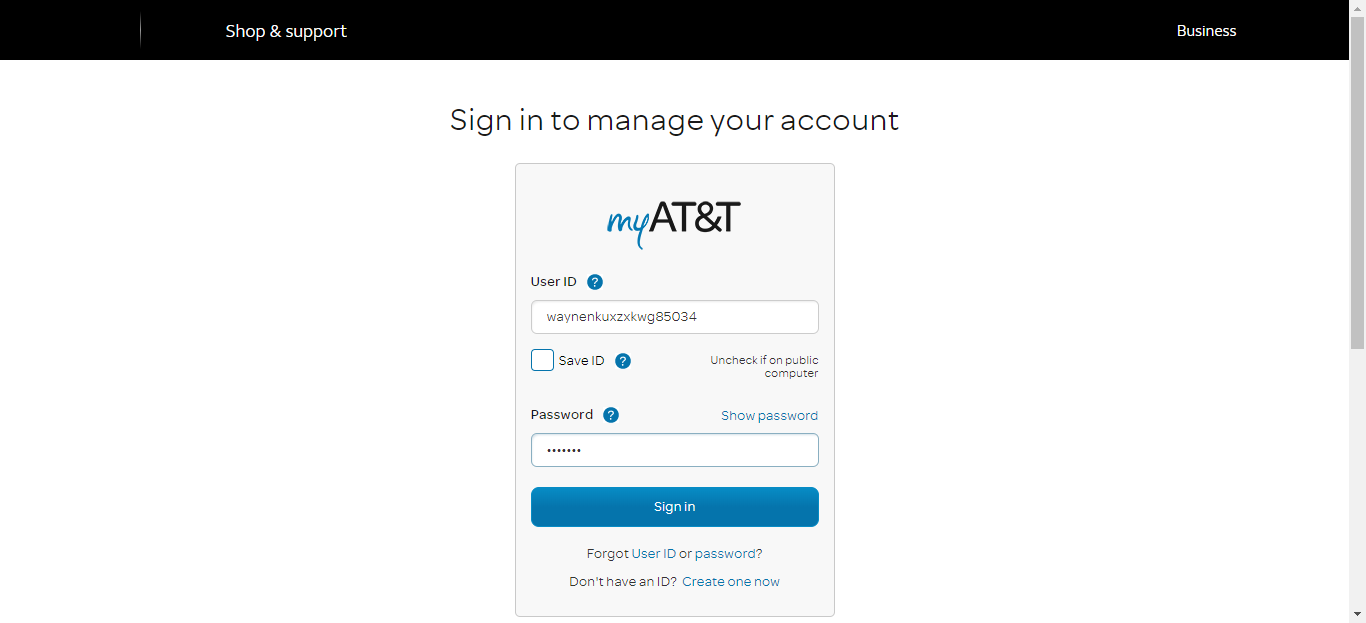 Shop & support
Business
Sign in to manage your account
myAT&T
User ID ?
waynenkuxzxkwg85034
Save ID ?
Uncheck if on public
computer
Password ?
Show password
•••••••
Sign in
Forgot User ID or password?
Don't have an ID? Create one now